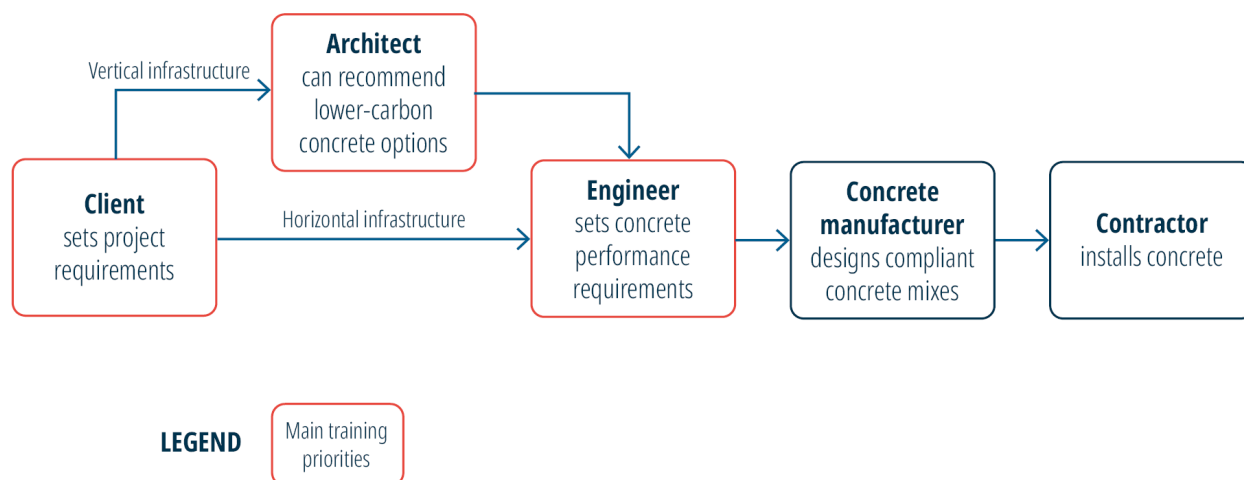 Vertical infrastructure
Architect
can recommend
lower-carbon
concrete options
Client
sets project
requirements
Horizontal infrastructure
Engineer
sets concrete
performance
requirements
Concrete
manufacturer
designs compliant
concrete mixes
Contractor
installs concrete
LEGEND
Main training
priorities